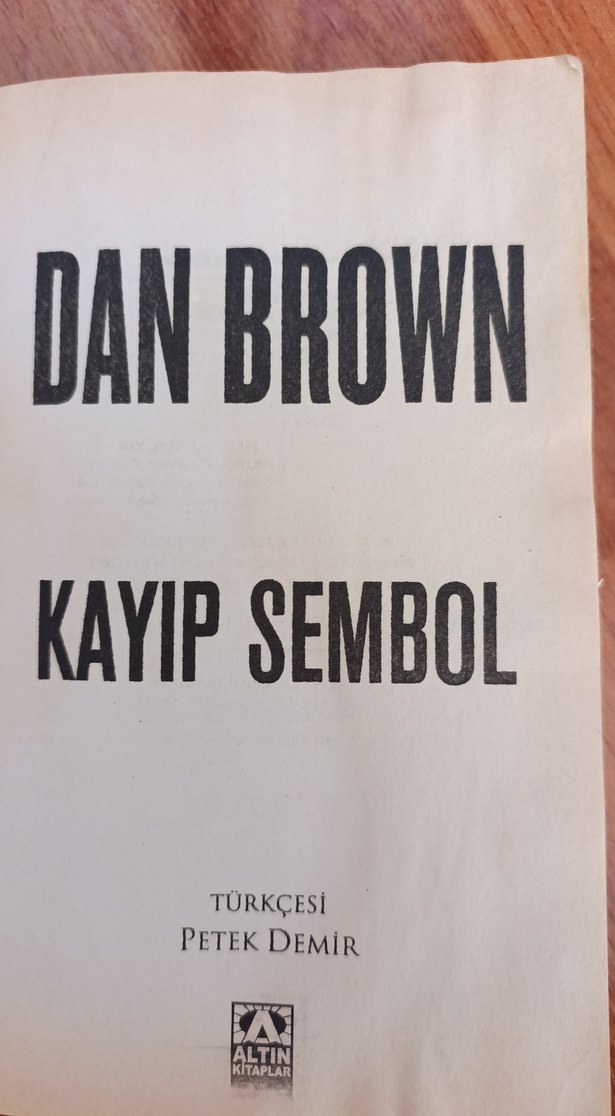 DAN BROWN
KAYIP SEMBOL
TÜRKÇESİ
PETEK DEMİR
ALTIN
KİTAPLAR